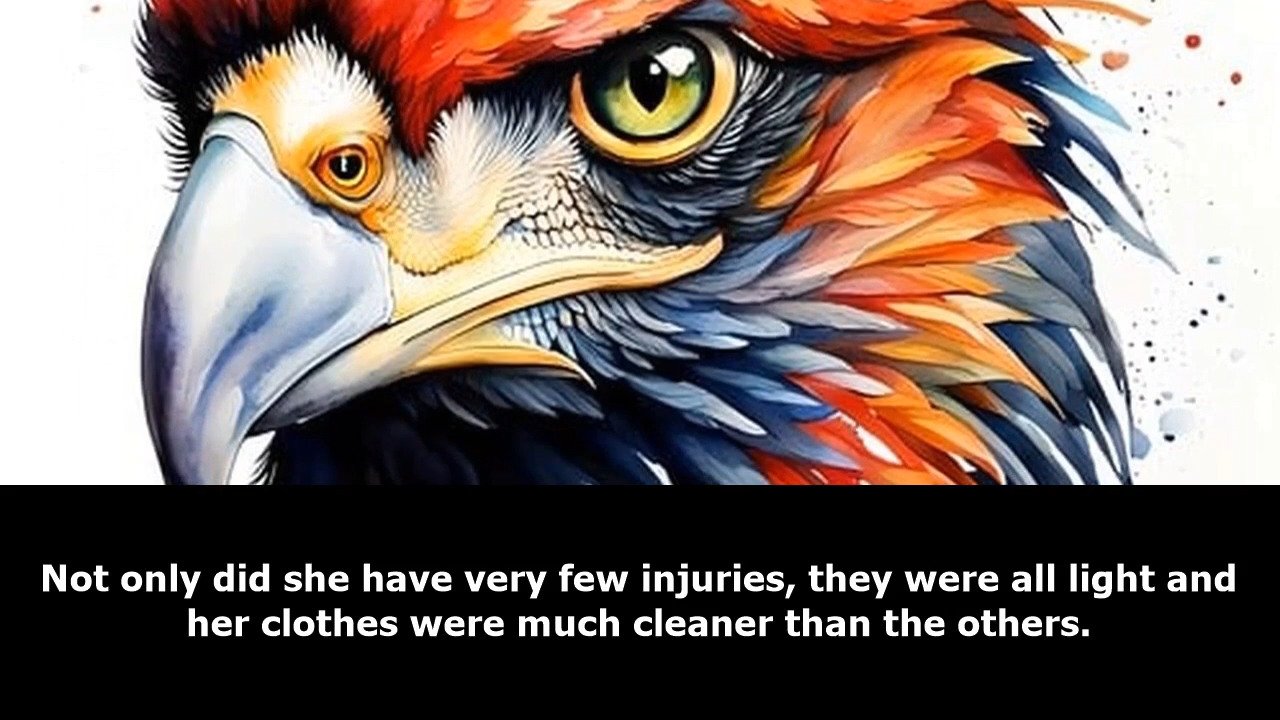 Not only did she have very few injuries, they were all light and
her clothes were much cleaner than the others.